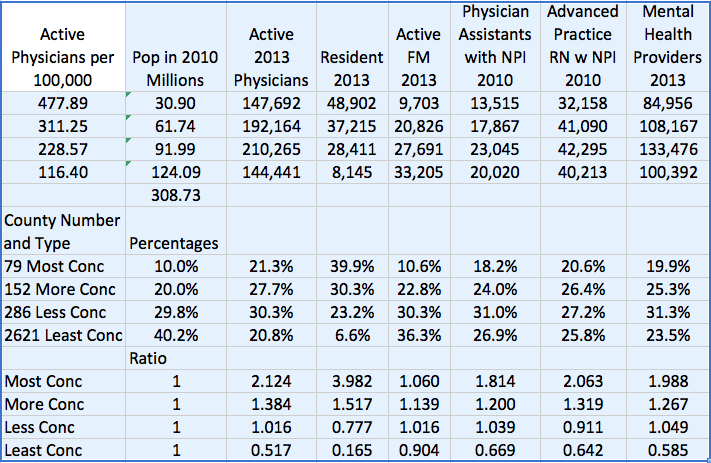 Active Physicians per 100,000 | Pop in 2010 Millions | Active 2013 Physicians | Resident 2013 | Active FM 2013 | Physician Assistants with NPI 2010 | Advanced Practice RN w NPI 2010 | Mental Health Providers 2013
477.89 30.90 147,692 48,902 9,703 13,515 32,158 84,956
311.25 61.74 192,164 37,215 20,826 17,867 41,090 108,167
228.57 91.99 210,265 28,411 27,691 23,045 42,295 133,476
116.40 124.09 144,441 8,145 33,205 20,020 40,213 100,392
308.73
County Number and Type Percentages
79 Most Conc 10.0% 21.3% 39.9% 10.6% 18.2% 20.6% 19.9%
152 More Conc 20.0% 27.7% 30.3% 22.8% 24.0% 26.4% 25.3%
286 Less Conc 29.8% 30.3% 23.2% 30.3% 31.0% 27.2% 31.3%
2621 Least Conc 40.2% 20.8% 6.6% 36.3% 26.9% 25.8% 23.5%
Ratio
Most Conc 1 2.124 3.982 1.060 1.814 2.063 1.988
More Conc 1 1.384 1.517 1.139 1.200 1.319 1.267
Less Conc 1 1.016 0.777 1.016 1.039 0.911 1.049
Least Conc 1 0.517 0.165 0.904 0.669 0.642 0.585